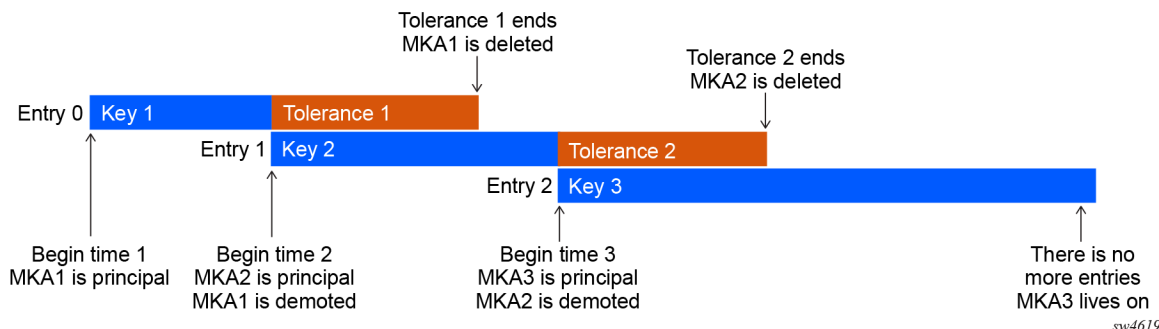 Tolerance 1 ends
MKA1 is deleted
Tolerance 2 ends
MKA2 is deleted
Entry 0
Key 1
Tolerance 1
Entry 1
Key 2
Tolerance 2
Entry 2
Key 3
Begin time 1
MKA1 is principal
Begin time 2
MKA2 is principal
MKA1 is demoted
Begin time 3
MKA3 is principal
MKA2 is demoted
There is no
more entries
MKA3 lives on
sw4619